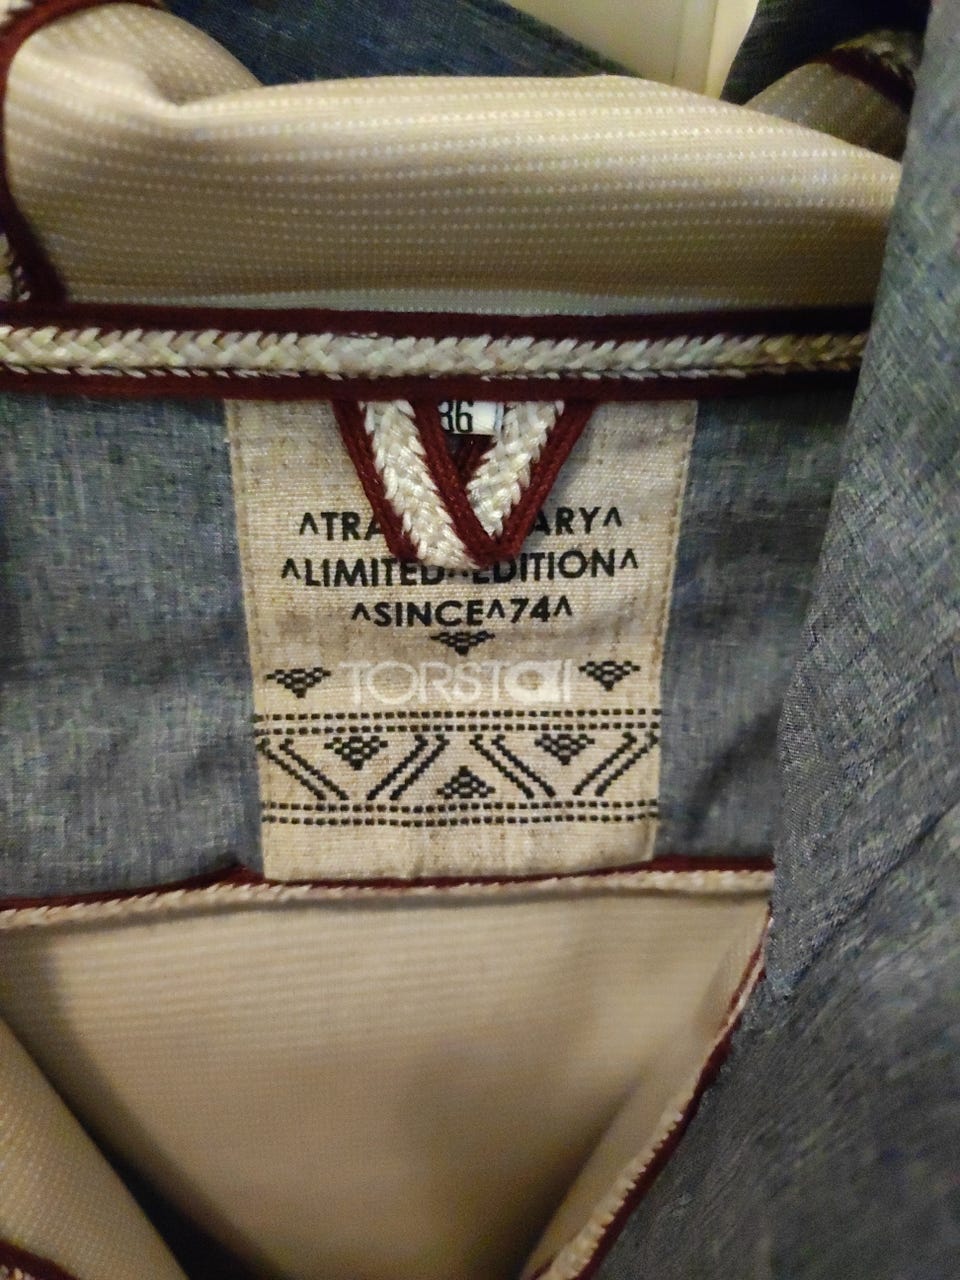 36
^LIMITED^EDITION^
^SINCE^74^
TORSTai